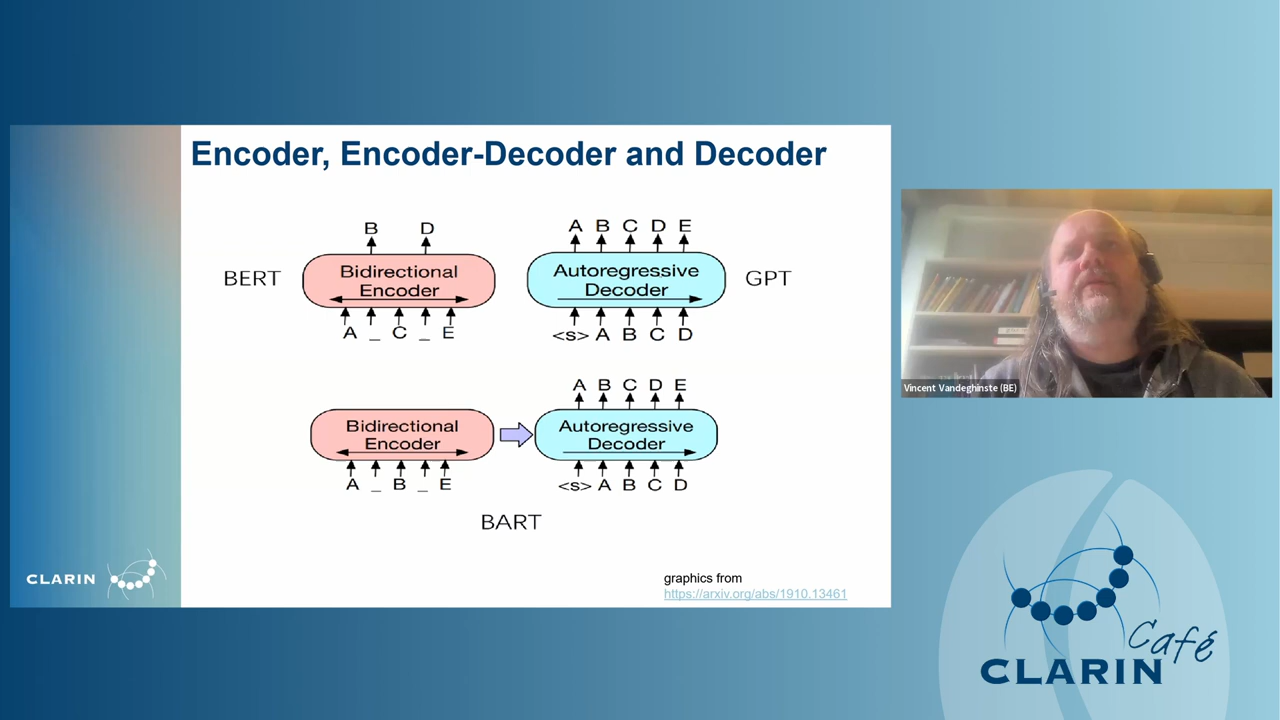 Encoder, Encoder-Decoder and Decoder
B D
BERT
Bidirectional
Encoder
A _ C _ E
A B C D E
Autoregressive
Decoder
GPT
<s> A B C D
Bidirectional
Encoder
A _ B _ E
A B C D E
Autoregressive
Decoder
<s> A B C D
BART
graphics from
https://arxiv.org/abs/1910.13461
CLARIN
Vincent Vandeghinste (BE)
Café
CLARIN